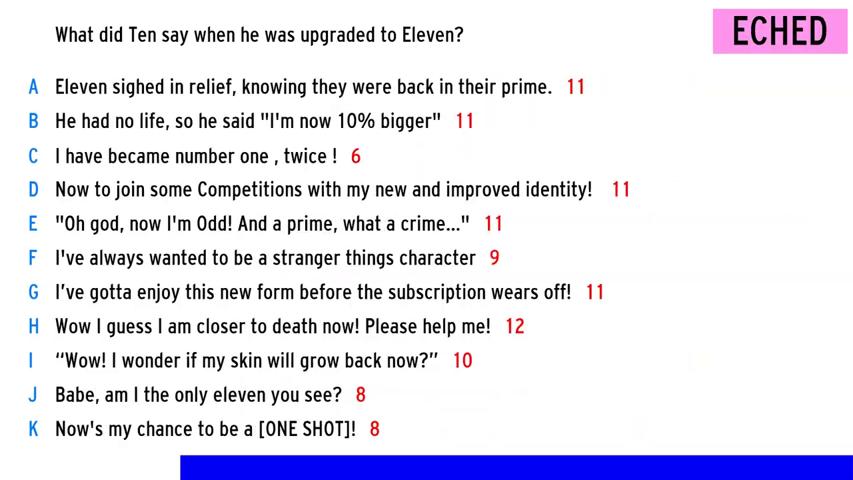 What did Ten say when he was upgraded to Eleven?
ECHED
A Eleven sighed in relief, knowing they were back in their prime. 11
B He had no life, so he said "I'm now 10% bigger" 11
C I have became number one , twice ! 6
D Now to join some Competitions with my new and improved identity! 11
E "Oh god, now I'm Odd! And a prime, what a crime..." 11
F I've always wanted to be a stranger things character 9
G I’ve gotta enjoy this new form before the subscription wears off! 11
H Wow I guess I am closer to death now! Please help me! 12
I “Wow! I wonder if my skin will grow back now?” 10
J Babe, am I the only eleven you see? 8
K Now's my chance to be a [ONE SHOT]! 8